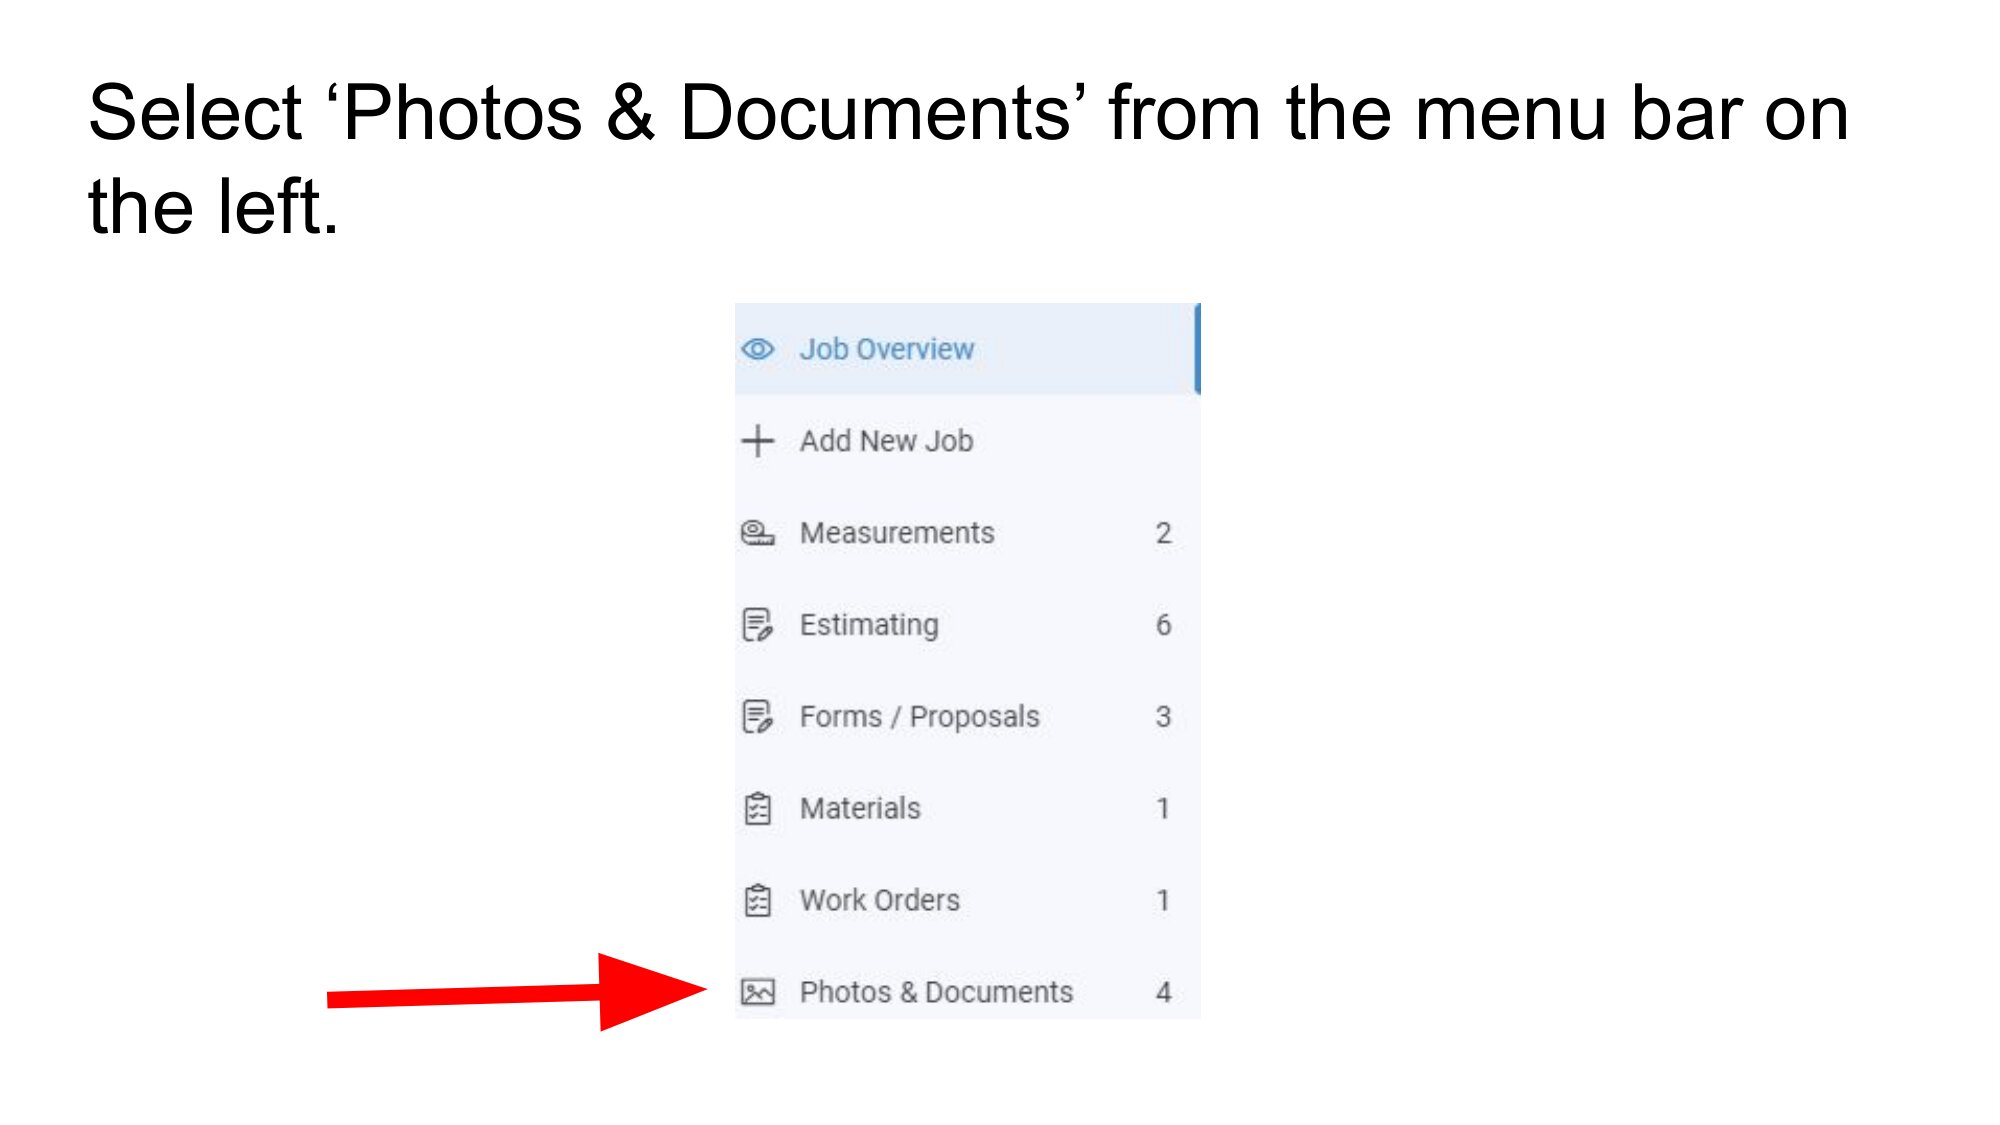 Select ‘Photos & Documents’ from the menu bar on
the left.
Job Overview
Add New Job
Measurements 2
Estimating 6
Forms / Proposals 3
Materials 1
Work Orders 1
Photos & Documents 4